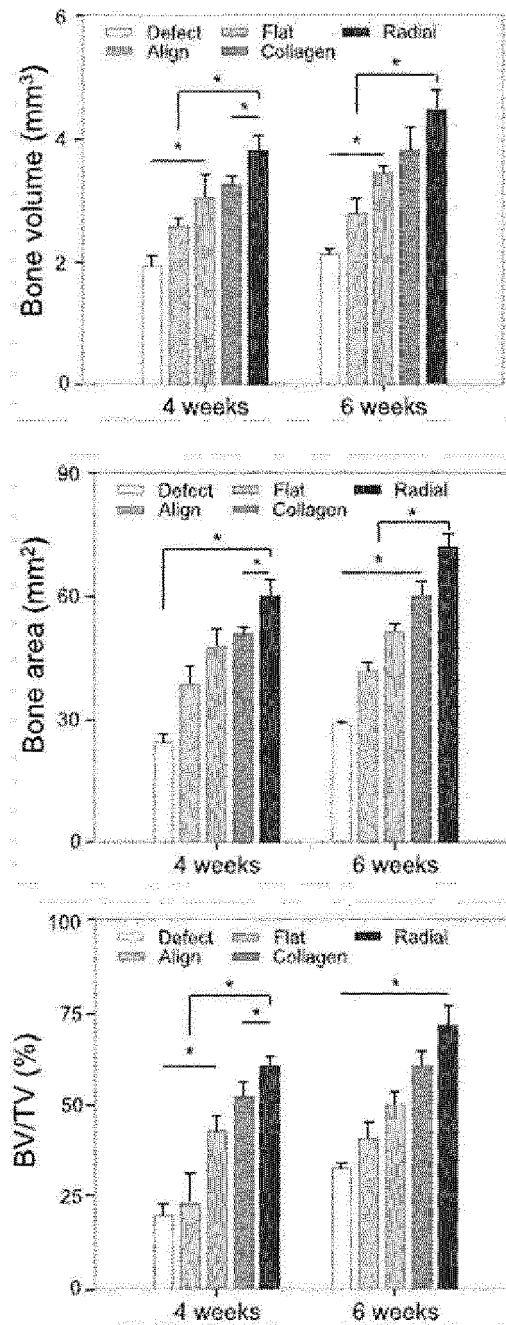 Bone volume (mm³)
6
4
2
0
Defect Flat Radial
Align Collagen
*
*
*
*
*
4 weeks 6 weeks
Bone area (mm²)
90
60
30
0
Defect Flat Radial
Align Collagen
*
*
*
*
4 weeks 6 weeks
BV/TV (%)
100
75
50
25
0
Defect Flat Radial
Align Collagen
*
*
*
*
4 weeks 6 weeks